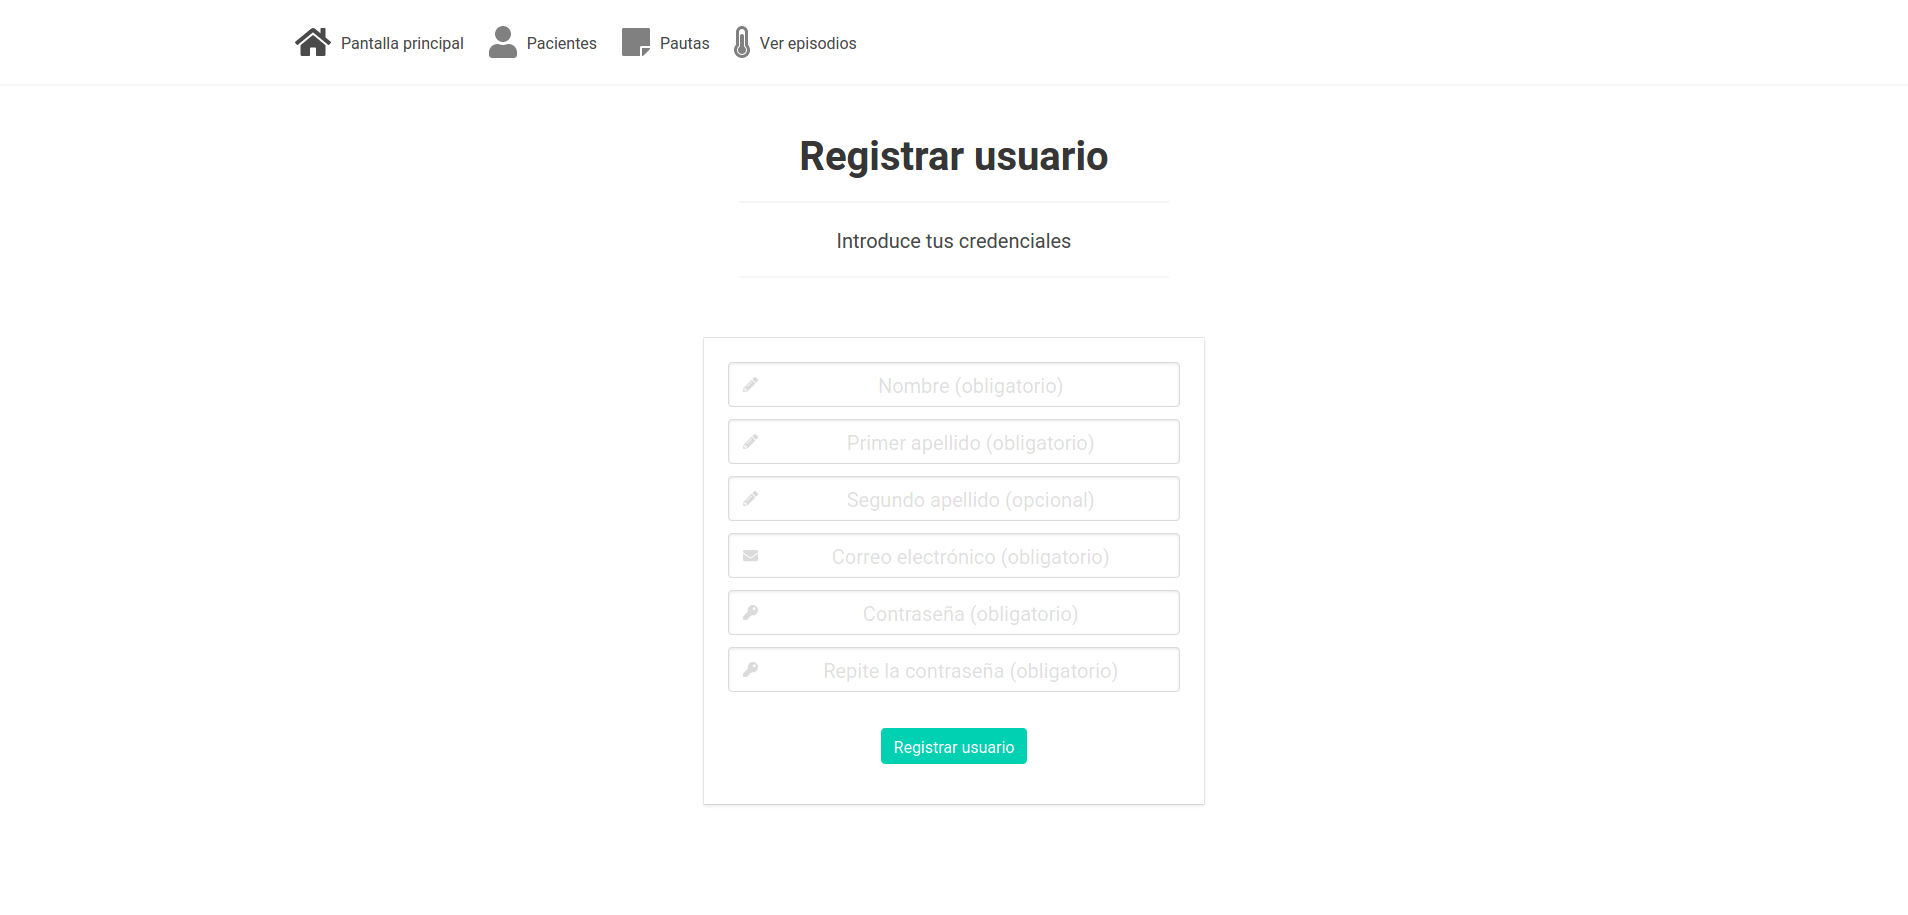 Pantalla principal Pacientes Pautas Ver episodios
Registrar usuario
Introduce tus credenciales
Nombre (obligatorio)
Primer apellido (obligatorio)
Segundo apellido (opcional)
Correo electrónico (obligatorio)
Contraseña (obligatorio)
Repite la contraseña (obligatorio)
Registrar usuario